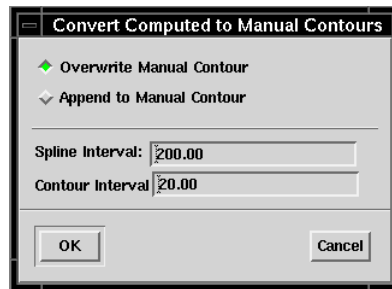 Convert Computed to Manual Contours
Overwrite Manual Contour
Append to Manual Contour
Spline Interval: 200.00
Contour Interval 20.00
OK Cancel